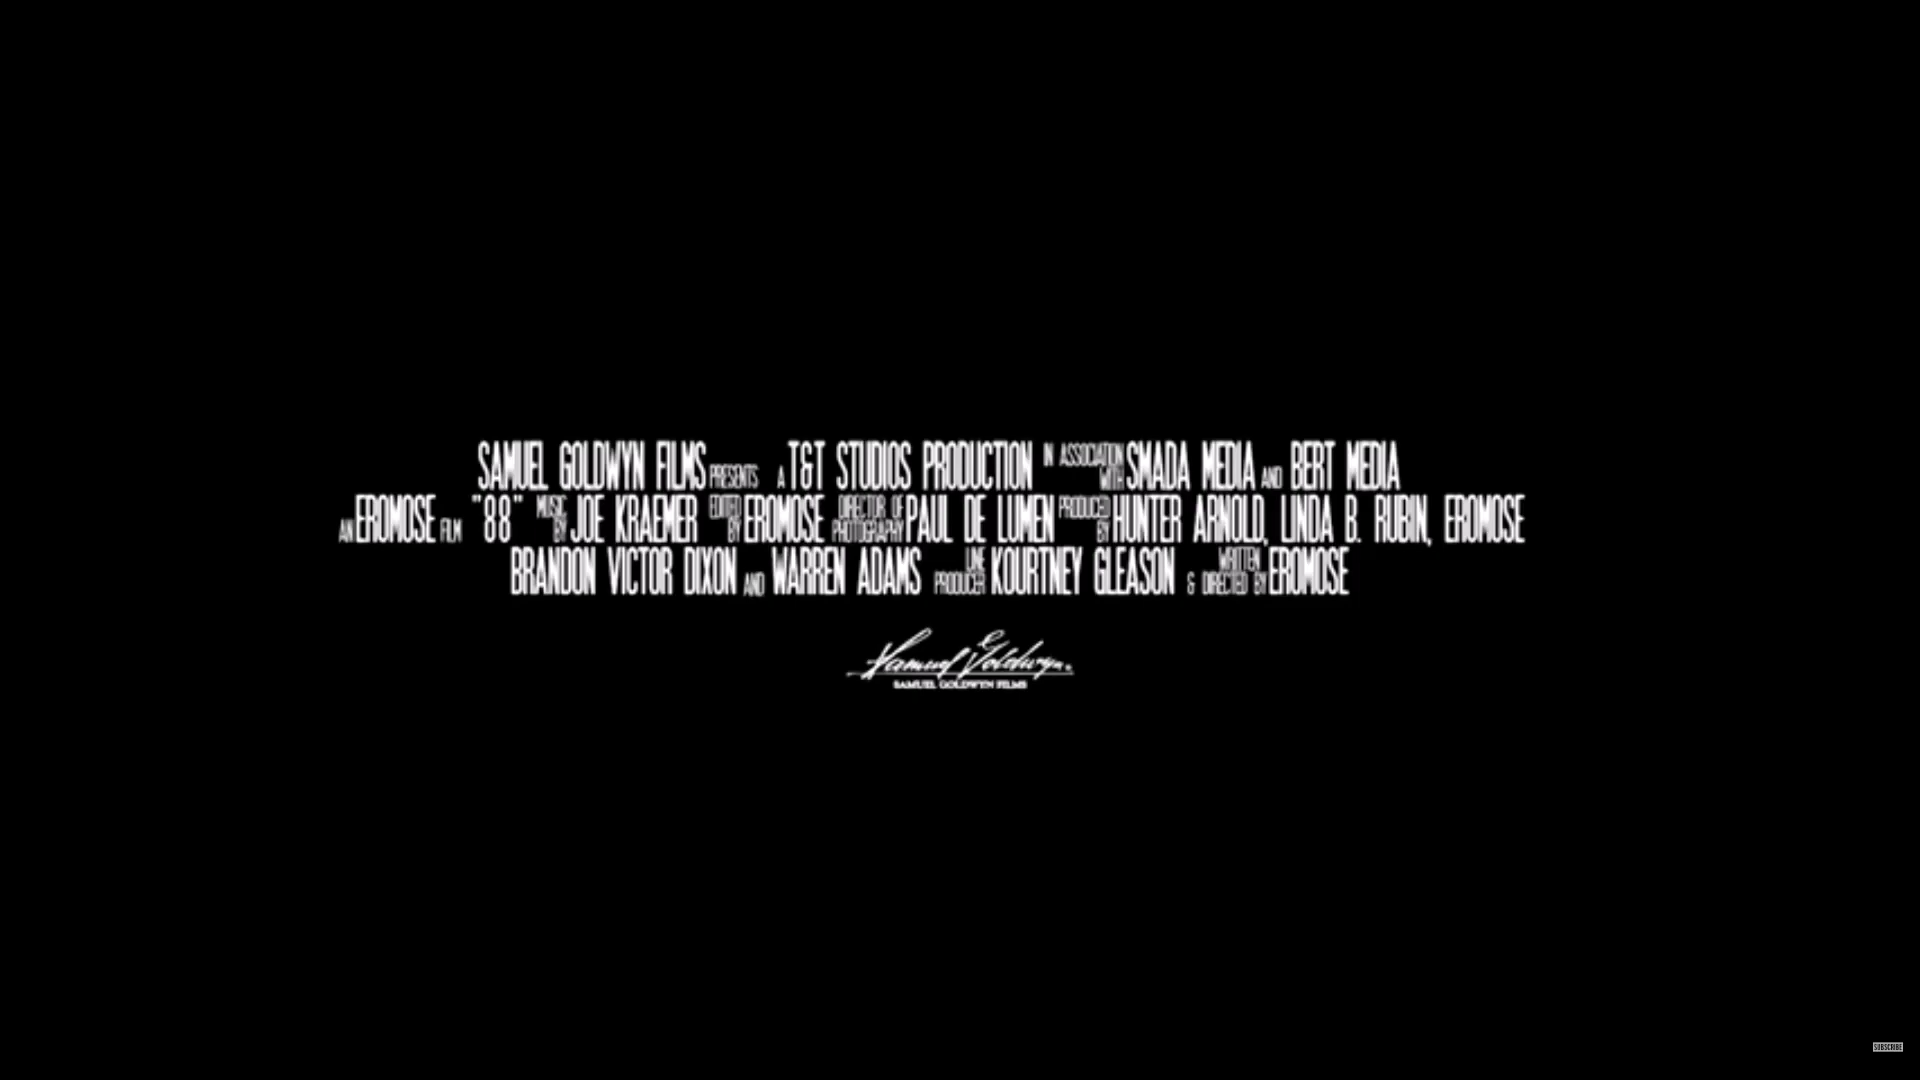 SAMUEL GOLDWYN FILMS PRESENTS A T&T STUDIOS PRODUCTION IN ASSOCIATION WITH SMADA MEDIA AND BERT MEDIA
AN EROMOSE FILM "88" MUSIC BY JOE KRAEMER EDITED BY EROMOSE DIRECTOR OF PHOTOGRAPHY PAUL DE LUMEN PRODUCED BY HUNTER ARNOLD, LINDA B. RUBIN, EROMOSE
BRANDON VICTOR DIXON AND WARREN ADAMS LINE PRODUCER KOURTNEY GLEASON & WRITTEN DIRECTED BY EROMOSE
Samuel Goldwyn.
SAMUEL GOLDWYN FILMS
SUBSCRIBE